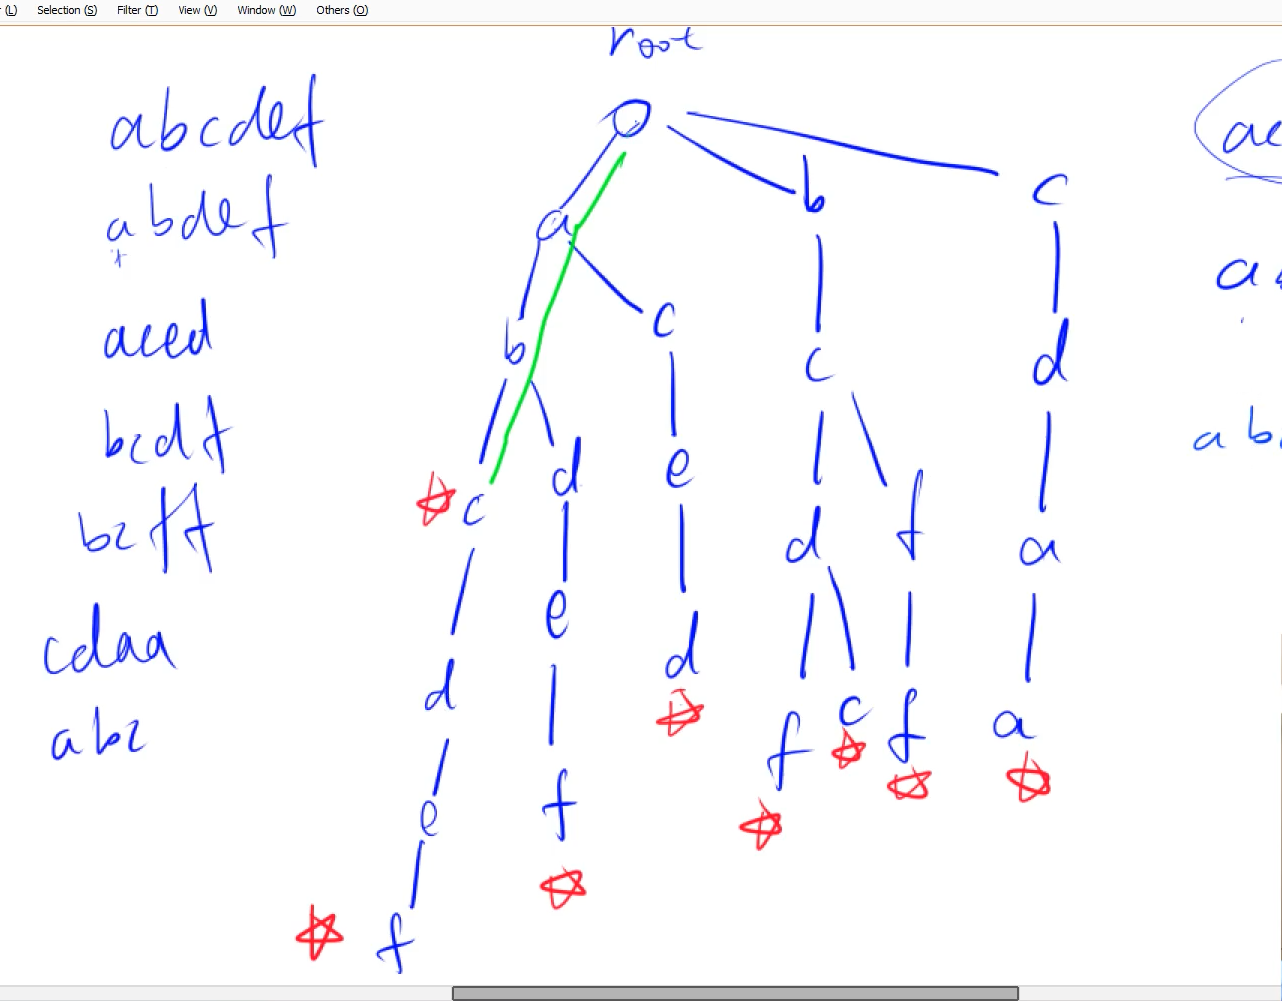 (L) Selection (S) Filter (T) View (V) Window (W) Others (O)
root
abcdef
abdef
aced
bcdf
bcff
cdaa
abc
a b c
b c c d
c d e c d f a
d e d f c f a
e f
f
ac
a
ab